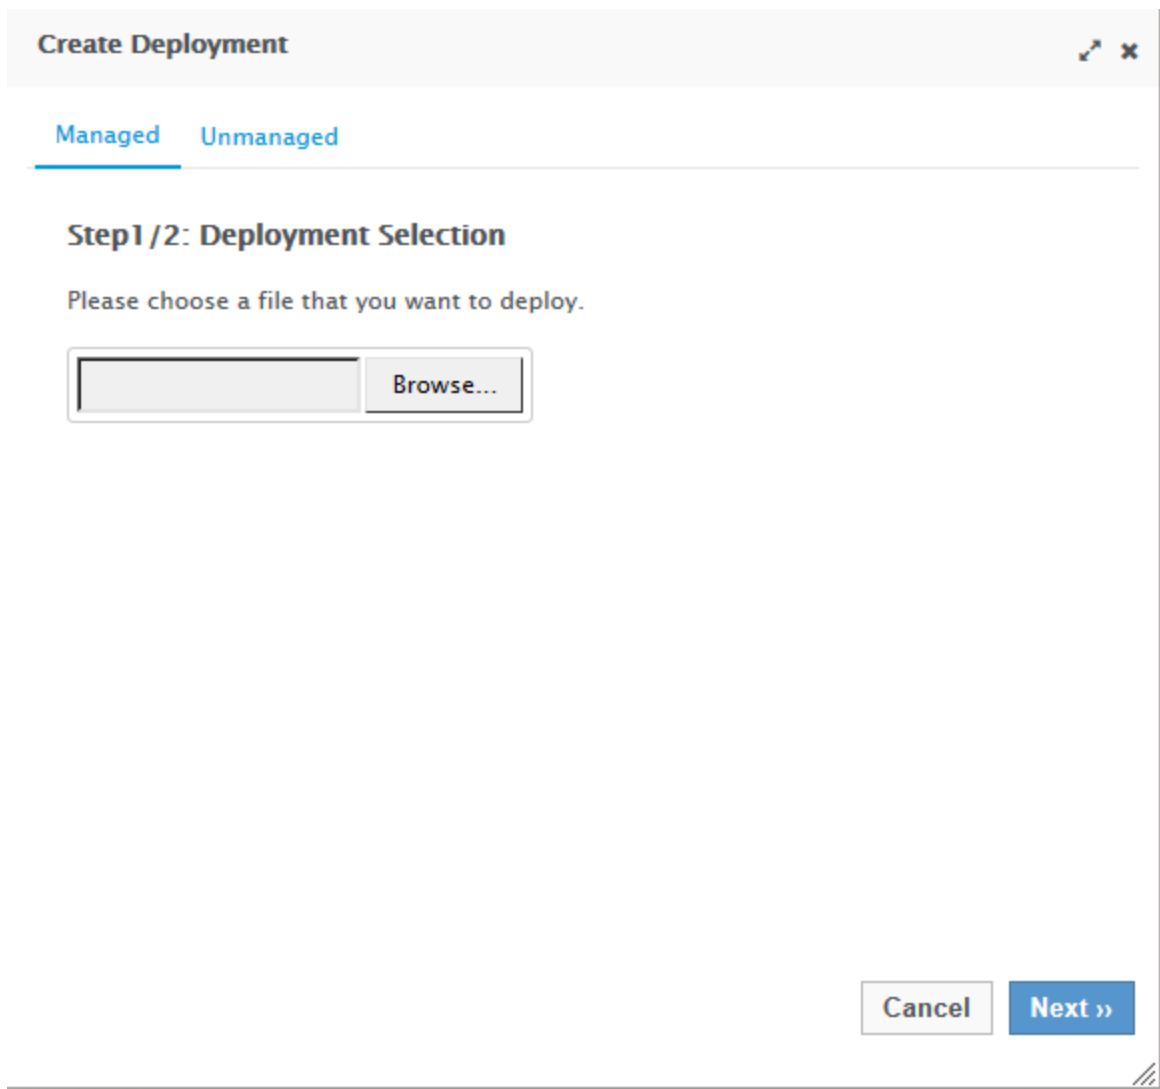 Create Deployment
Managed Unmanaged
Step1/2: Deployment Selection
Please choose a file that you want to deploy.
Browse...
Cancel Next ››